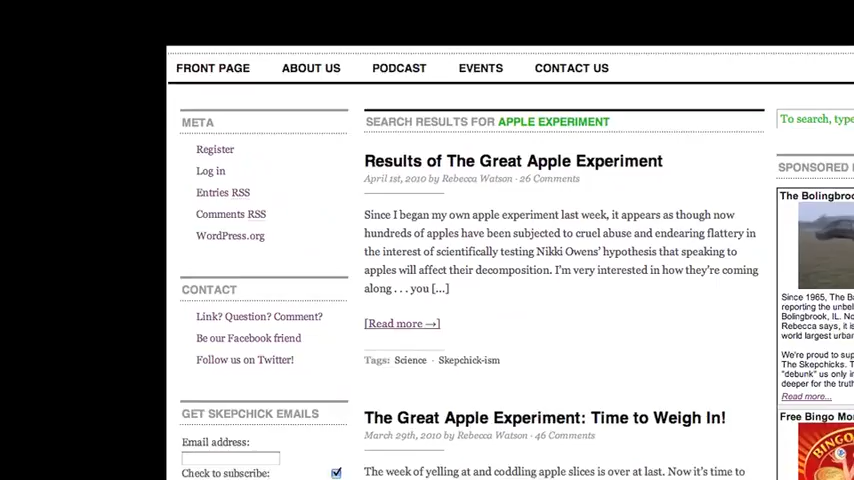 FRONT PAGE ABOUT US PODCAST EVENTS CONTACT US
META
Register
Log in
Entries RSS
Comments RSS
WordPress.org
CONTACT
Link? Question? Comment?
Be our Facebook friend
Follow us on Twitter!
GET SKEPCHICK EMAILS
Email address:
Check to subscribe:
SEARCH RESULTS FOR APPLE EXPERIMENT
Results of The Great Apple Experiment
April 1st, 2010 by Rebecca Watson · 26 Comments
Since I began my own apple experiment last week, it appears as though now
hundreds of apples have been subjected to cruel abuse and endearing flattery in
the interest of scientifically testing Nikki Owens' hypothesis that speaking to
apples will affect their decomposition. I'm very interested in how they're coming
along . . . you [...]
[Read more →]
Tags: Science · Skepchick-ism
The Great Apple Experiment: Time to Weigh In!
March 29th, 2010 by Rebecca Watson · 46 Comments
The week of yelling at and coddling apple slices is over at last. Now it's time to
To search, type
SPONSORED
The Bolingbroo
Since 1965, The Ba
reporting the unbel
Bolingbrook, IL. No
Rebecca says, it is
world largest urba
We're proud to sup
The Skepchicks. T
"debunk" us only in
deeper for the truth
Read more...
Free Bingo Mo
BINGO